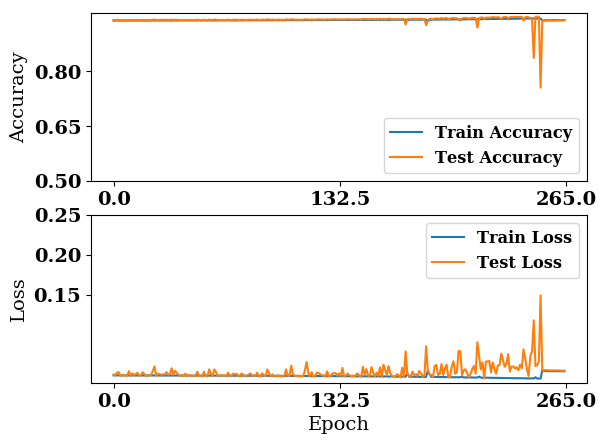 Accuracy
0.80
0.65
0.50
Train Accuracy
Test Accuracy
0.0 132.5 265.0
Loss
0.25
0.20
0.15
Train Loss
Test Loss
0.0 132.5 265.0
Epoch